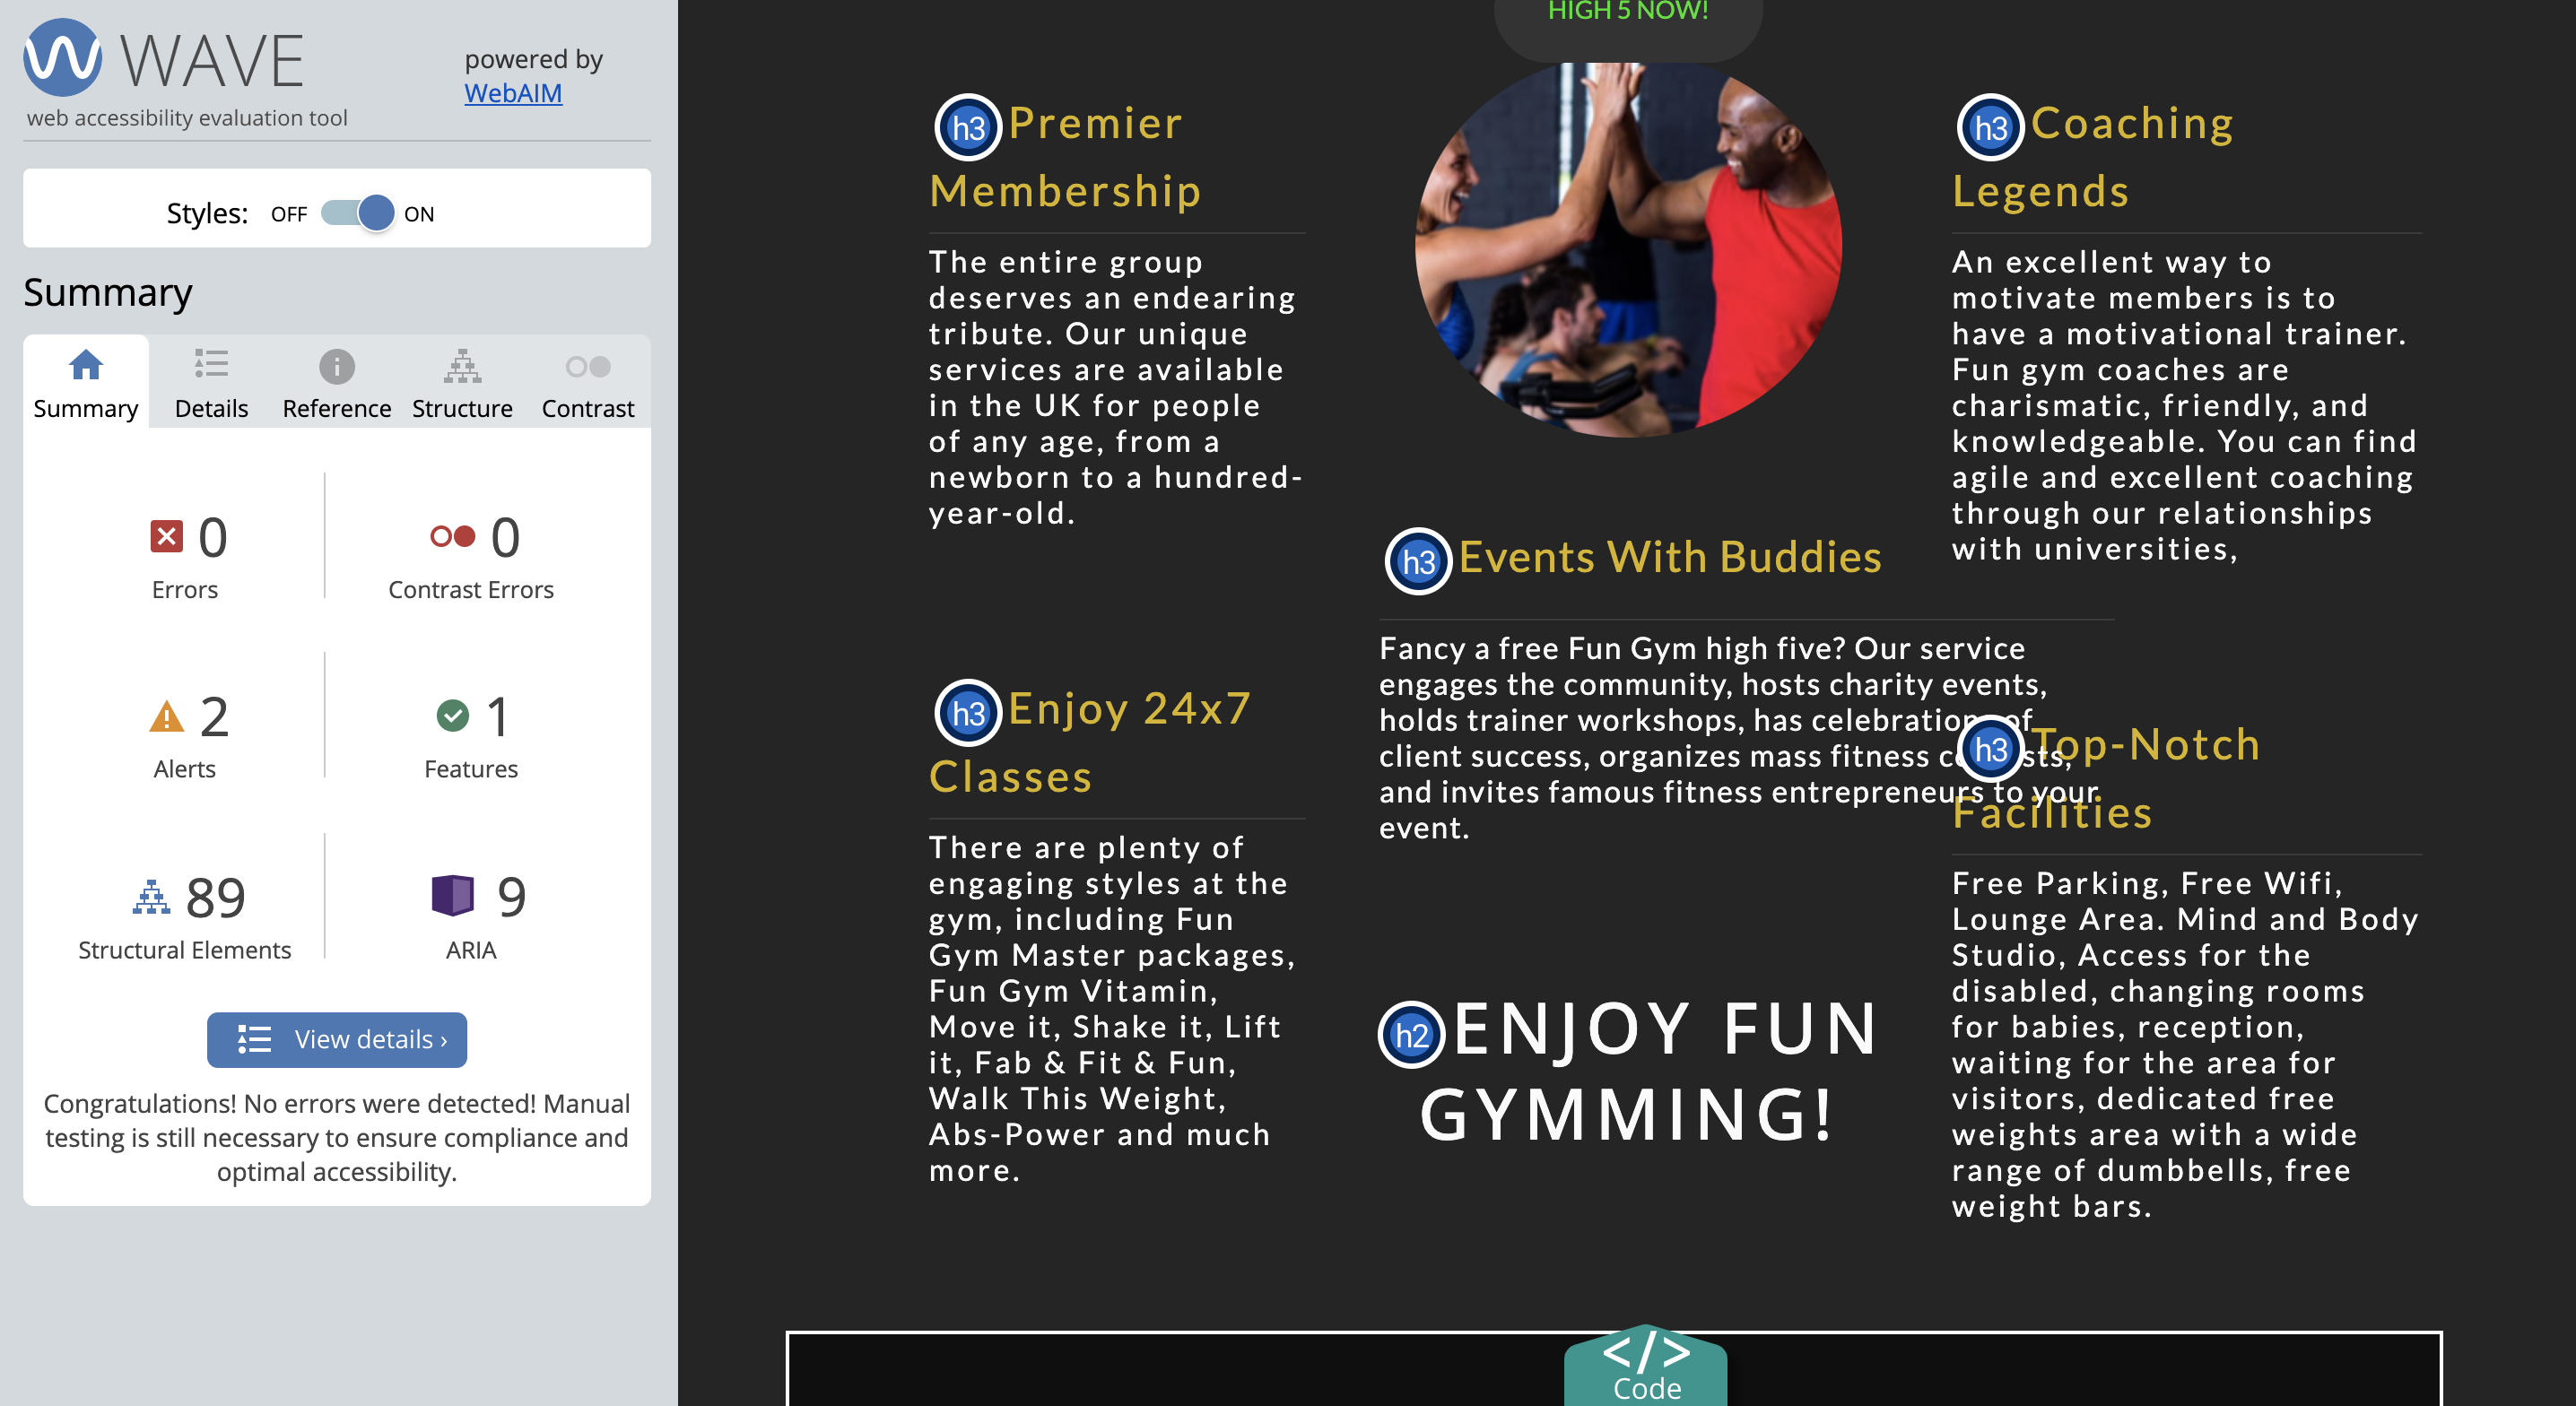 WAVE
powered by
WebAIM
web accessibility evaluation tool
Styles: OFF ON
Summary
Summary Details Reference Structure Contrast
0
Errors
0
Contrast Errors
2
Alerts
1
Features
89
Structural Elements
9
ARIA
View details ›
Congratulations! No errors were detected! Manual
testing is still necessary to ensure compliance and
optimal accessibility.
HIGH 5 NOW!
h3 Premier
Membership
The entire group
deserves an endearing
tribute. Our unique
services are available
in the UK for people
of any age, from a
newborn to a hundred-
year-old.
h3 Enjoy 24x7
Classes
There are plenty of
engaging styles at the
gym, including Fun
Gym Master packages,
Fun Gym Vitamin,
Move it, Shake it, Lift
it, Fab & Fit & Fun,
Walk This Weight,
Abs-Power and much
more.
h3 Events With Buddies
Fancy a free Fun Gym high five? Our service
engages the community, hosts charity events,
holds trainer workshops, has celebrations of
client success, organizes mass fitness
and invites famous fitness entrepreneurs to your
event.
h2 ENJOY FUN
GYMMING!
h3 Coaching
Legends
An excellent way to
motivate members is to
have a motivational trainer.
Fun gym coaches are
charismatic, friendly, and
knowledgeable. You can find
agile and excellent coaching
through our relationships
with universities,
h3 Top-Notch
Facilities
Free Parking, Free Wifi,
Lounge Area. Mind and Body
Studio, Access for the
disabled, changing rooms
for babies, reception,
waiting for the area for
visitors, dedicated free
weights area with a wide
range of dumbbells, free
weight bars.
</>
Code